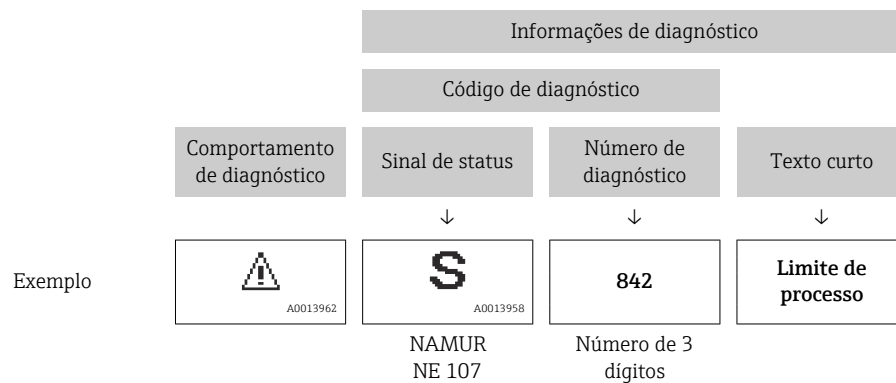 Informações de diagnóstico
Código de diagnóstico
Comportamento
de diagnóstico
Sinal de status
Número de
diagnóstico
Texto curto
↓
↓
↓
Exemplo
A0013962
S
A0013958
842
Limite de
processo
NAMUR
NE 107
Número de 3
dígitos